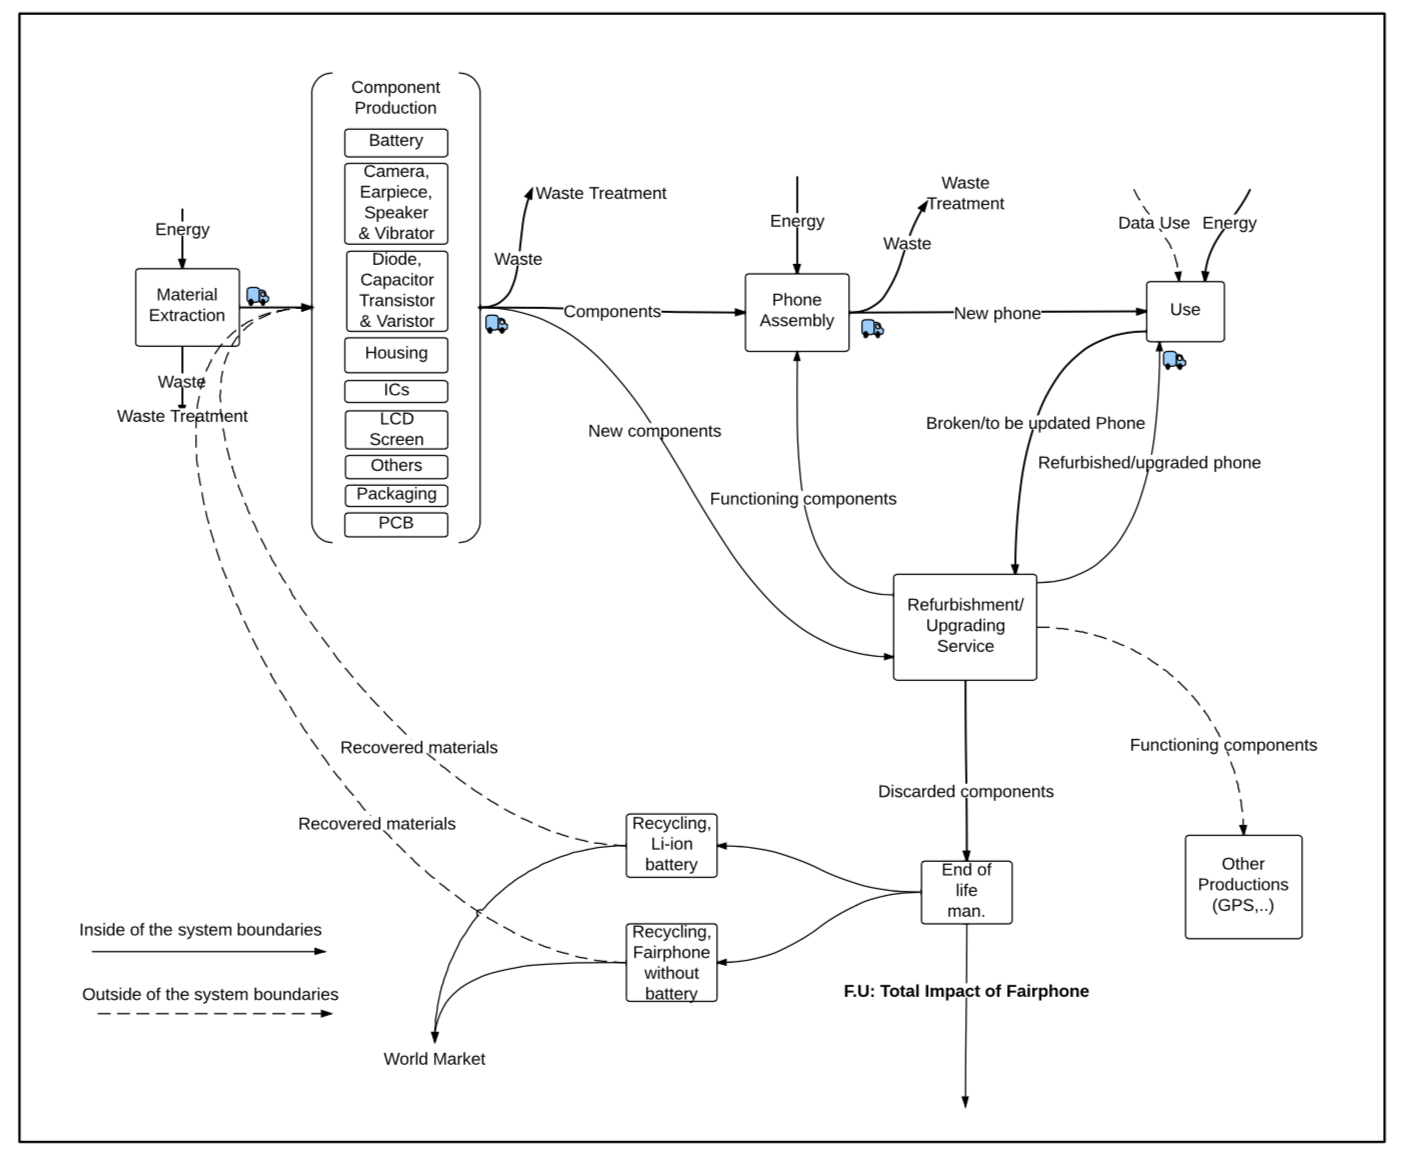 Component
Production
Battery
Camera,
Earpiece,
Speaker
& Vibrator
Diode,
Capacitor
Transistor
& Varistor
Housing
ICs
LCD
Screen
Others
Packaging
PCB
Energy
Material
Extraction
Waste
Waste Treatment
Waste Treatment
Waste
Components
New components
Energy
Phone
Assembly
Waste
Treatment
Waste
New phone
Data Use
Energy
Use
Broken/to be updated Phone
Refurbished/upgraded phone
Functioning components
Refurbishment/
Upgrading
Service
Functioning components
Discarded components
Other
Productions
(GPS,..)
End of
life
man.
Recovered materials
Recovered materials
Recycling,
Li-ion
battery
Recycling,
Fairphone
without
battery
World Market
F.U: Total Impact of Fairphone
Inside of the system boundaries
Outside of the system boundaries